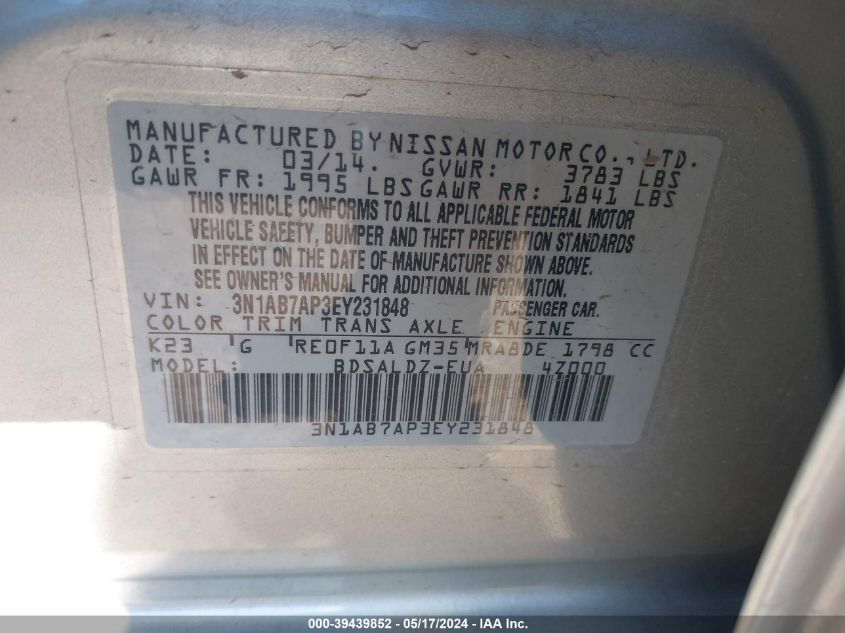 MANUFACTURED BY NISSAN MOTOR CO., LTD.
DATE: 03/14. GVWR: 3783 LBS
GAWR FR: 1995 LBS GAWR RR: 1841 LBS
THIS VEHICLE CONFORMS TO ALL APPLICABLE FEDERAL MOTOR
VEHICLE SAFETY, BUMPER AND THEFT PREVENTION STANDARDS
IN EFFECT ON THE DATE OF MANUFACTURE SHOWN ABOVE.
SEE OWNER'S MANUAL FOR ADDITIONAL INFORMATION.
VIN: 3N1AB7AP3EY231848 PASSENGER CAR.
COLOR TRIM TRANS AXLE ENGINE
K23 G RE0F11A GM35 MRA8DE 1798 CC
MODEL: BDSALDZ-EUA 4Z000
3N1AB7AP3EY231848
000-39439852 - 05/17/2024 - IAA Inc.